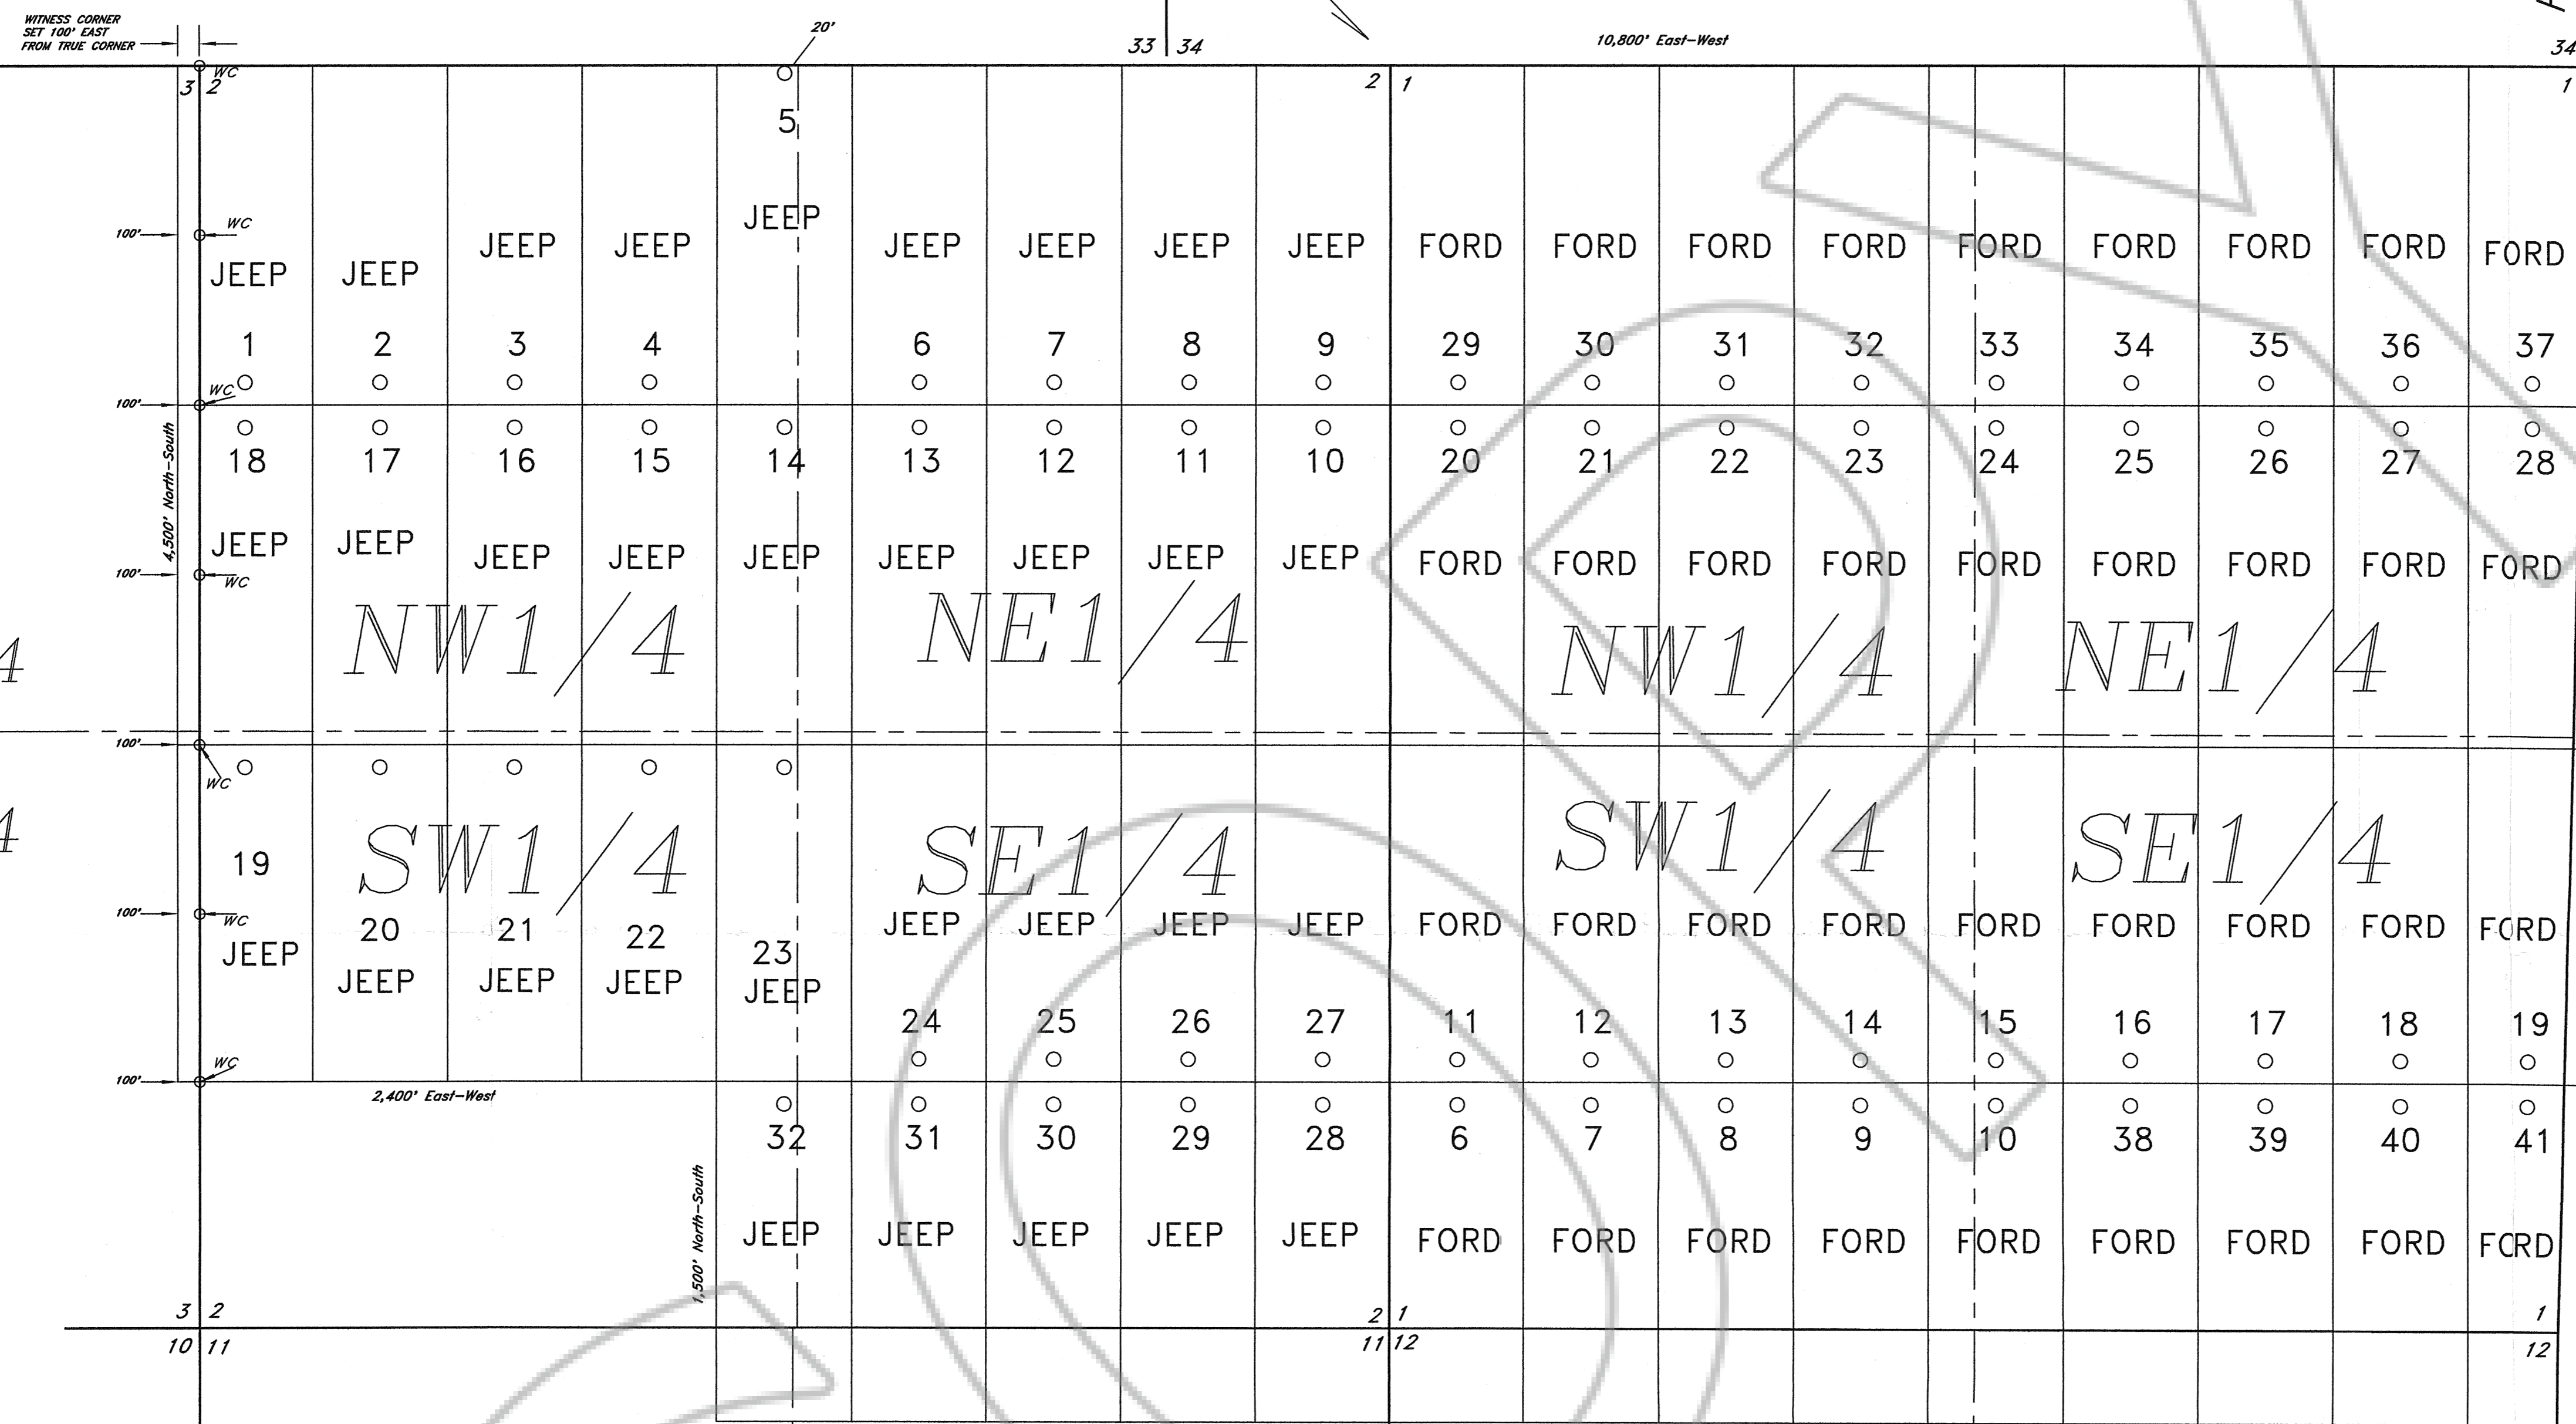 WITNESS CORNER
SET 100' EAST
FROM TRUE CORNER
20'
33 34
10,800' East-West
34
WC
3 2
2 1
1
5
100'
WC
JEEP
JEEP JEEP JEEP JEEP JEEP JEEP JEEP JEEP FORD FORD FORD FORD FORD FORD FORD FORD FORD
1 2 3 4 6 7 8 9 29 30 31 32 33 34 35 36 37
100'
WC
18 17 16 15 14 13 12 11 10 20 21 22 23 24 25 26 27 28
4,500' North-South
JEEP JEEP JEEP JEEP JEEP JEEP JEEP JEEP JEEP FORD FORD FORD FORD FORD FORD FORD FORD FORD
100'
WC
4
NW1/4 NE1/4 NW1/4 NE1/4
100'
WC
4
SW1/4 SE1/4 SW1/4 SE1/4
19
100'
WC
20 21 22 23
JEEP JEEP JEEP JEEP JEEP
JEEP JEEP JEEP JEEP FORD FORD FORD FORD FORD FORD FORD FORD FORD
24 25 26 27 11 12 13 14 15 16 17 18 19
100'
WC
2,400' East-West
32 31 30 29 28 6 7 8 9 10 38 39 40 41
1,500' North-South
JEEP JEEP JEEP JEEP JEEP FORD FORD FORD FORD FORD FORD FORD FORD FORD
3 2
2 1
1
10 11
11 12
12